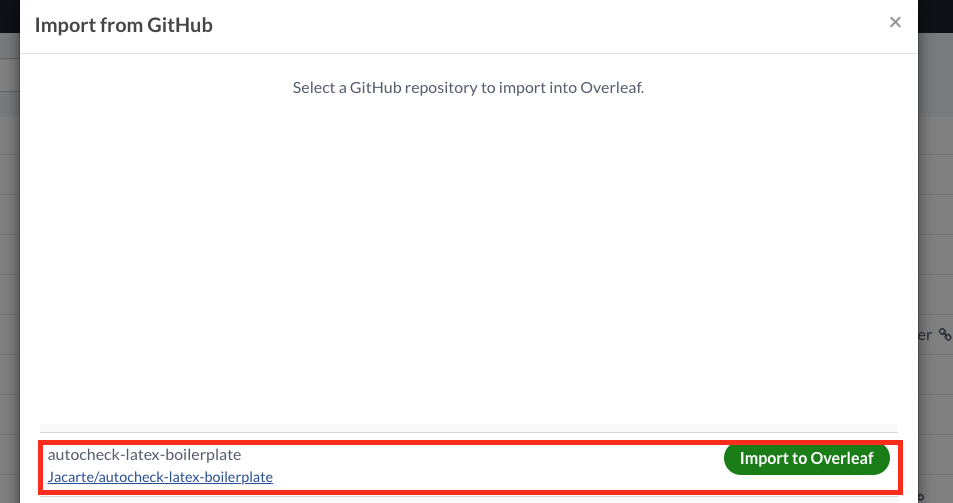 Import from GitHub
×
Select a GitHub repository to import into Overleaf.
er
autocheck-latex-boilerplate
Import to Overleaf
Jacarte/autocheck-latex-boilerplate